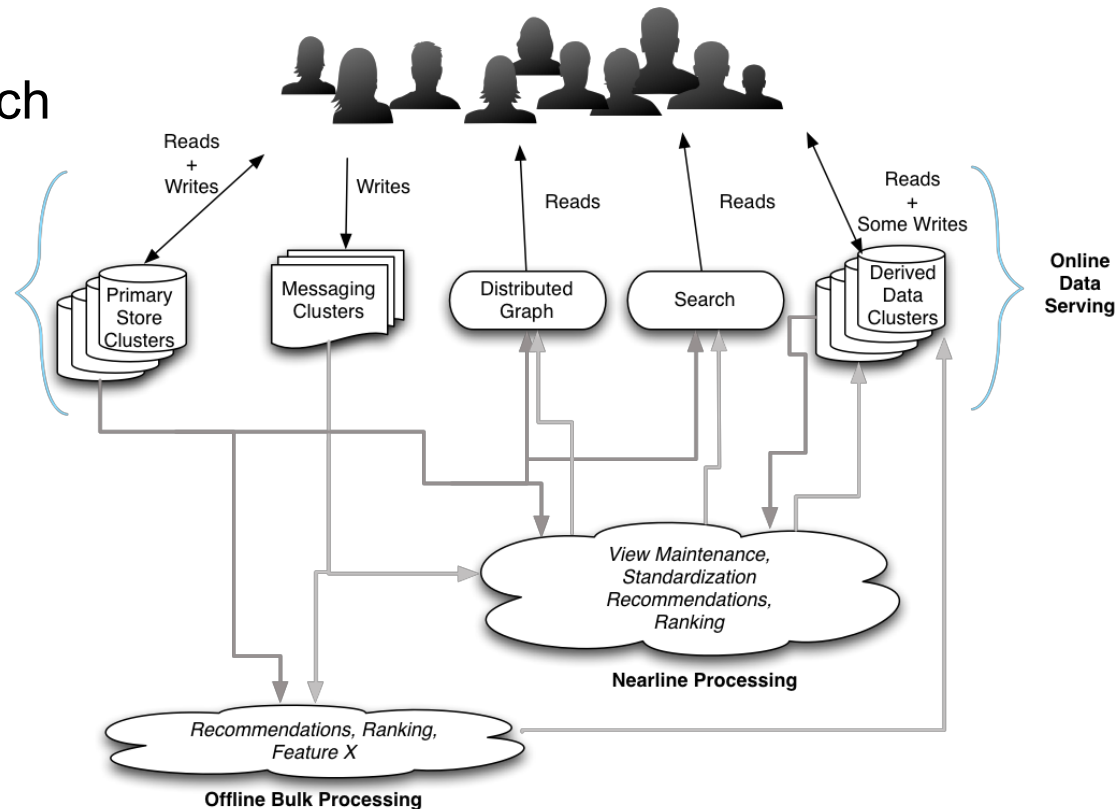 ch
Reads
+
Writes
Writes
Reads
Reads
Reads
+
Some Writes
Primary
Store
Clusters
Messaging
Clusters
Distributed
Graph
Search
Derived
Data
Clusters
Online
Data
Serving
View Maintenance,
Standardization
Recommendations,
Ranking
Nearline Processing
Recommendations, Ranking,
Feature X
Offline Bulk Processing